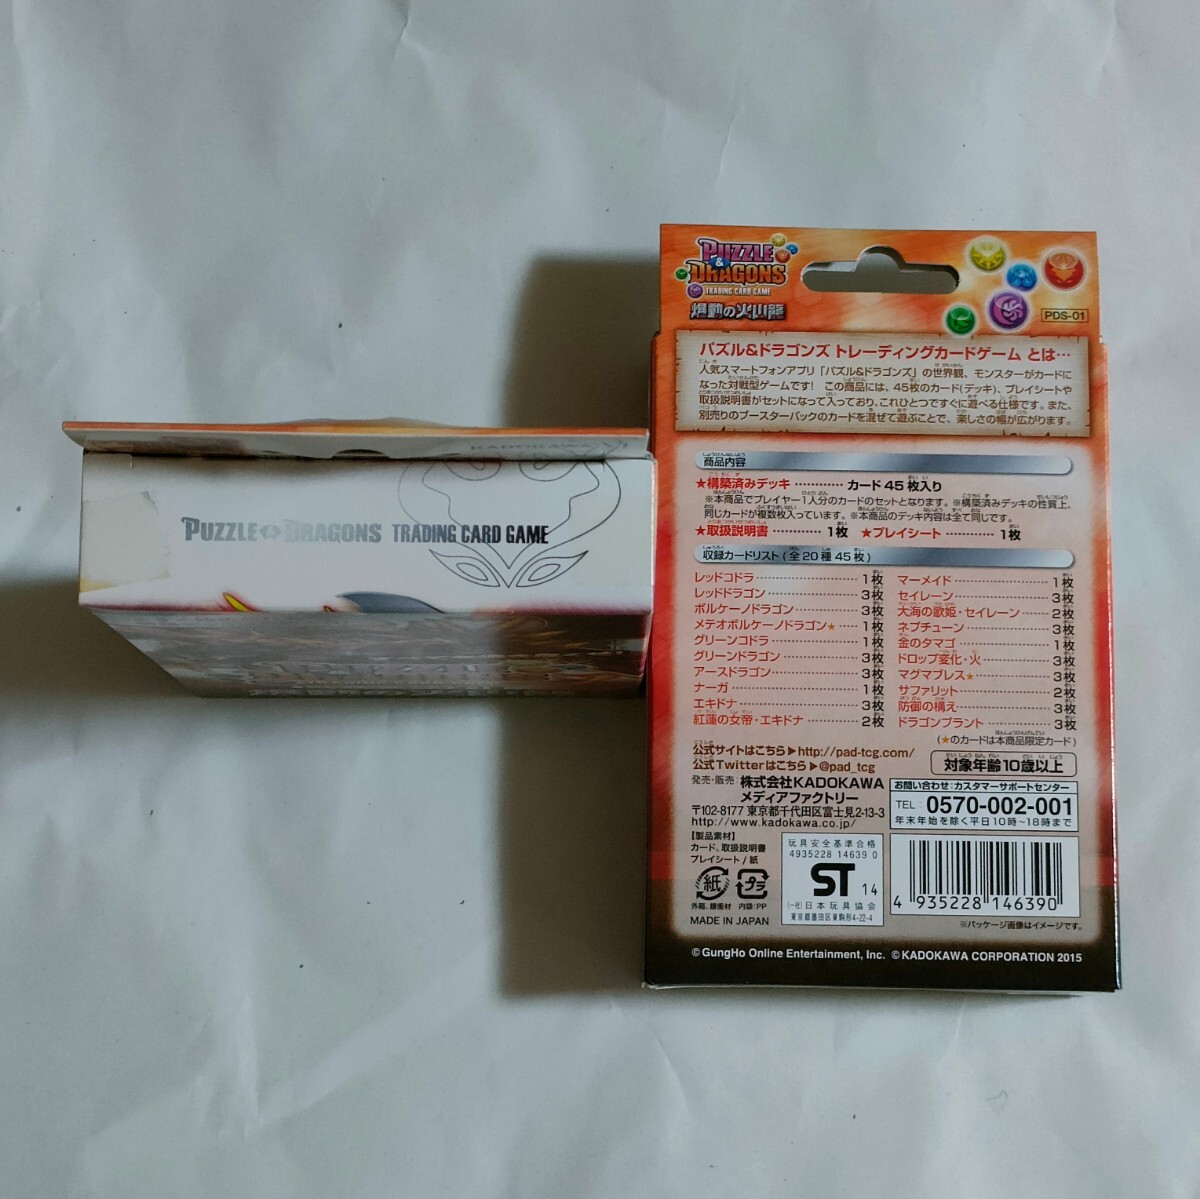 KADOKAWA
PUZZLE DRAGONS TRADING CARD GAME
PUZZLE
&
DRAGONS
TRADING CARD GAME
爆動の火山龍
PDS-01
パズル&ドラゴンズ トレーディングカードゲーム とは…
人気スマートフォンアプリ「パズル&ドラゴンズ」の世界観、モンスターがカードに
なった対戦型ゲームです! この商品には、45枚のカード(デッキ)、プレイシートや
取扱説明書がセットになって入っており、これひとつですぐに遊べる仕様です。また、
別売りのブースターパックのカードを混ぜて遊ぶことで、楽しさの幅が広がります。
商品内容
★構築済みデッキ ………… カード 45 枚入り
※本商品でプレイヤー1人分のカードのセットとなります。※構築済みデッキの性質上、
同じカードが複数枚入っています。※本商品のデッキ内容は全て同じです。
★取扱説明書 ………… 1枚 ★プレイシート ………… 1枚
収録カードリスト(全20種45枚)
レッドコドラ ………… 1枚
レッドドラゴン ………… 3枚
ボルケーノドラゴン ………… 3枚
メテオボルケーノドラゴン★ … 1枚
グリーンコドラ ………… 1枚
グリーンドラゴン ………… 3枚
アースドラゴン ………… 3枚
ナーガ ………… 1枚
エキドナ ………… 3枚
紅蓮の女帝・エキドナ ………… 2枚
マーメイド ………… 1枚
セイレーン ………… 3枚
大海の歌姫・セイレーン ………… 2枚
ネプチューン ………… 3枚
金のタマゴ ………… 1枚
ドロップ変化・火 ………… 3枚
マグマブレス★ ………… 3枚
サファリット ………… 2枚
防御の構え ………… 3枚
ドラゴンプラント ………… 3枚
(★のカードは本商品限定カード)
公式サイトはこちら▶http://pad-tcg.com/
公式Twitterはこちら▶@pad_tcg
対象年齢10歳以上
発売・販売:株式会社KADOKAWA
メディアファクトリー
〒102-8177 東京都千代田区富士見2-13-3
http://www.kadokawa.co.jp/
お問い合わせ:カスタマーサポートセンター
TEL:0570-002-001
年末年始を除く平日10時~18時まで
【製品素材】
カード、取扱説明書
プレイシート/紙
紙
外箱、緩衝材
プラ
内袋:PP
MADE IN JAPAN
玩具安全基準合格
4935228 14639 0
ST 14
(一社)日本玩具協会
東京都墨田区東駒形4-22-4
4 935228 146390
※パッケージ画像はイメージです。
©GungHo Online Entertainment, Inc. ©KADOKAWA CORPORATION 2015